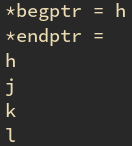 *begptr = h
*endptr =
h
j
k
l